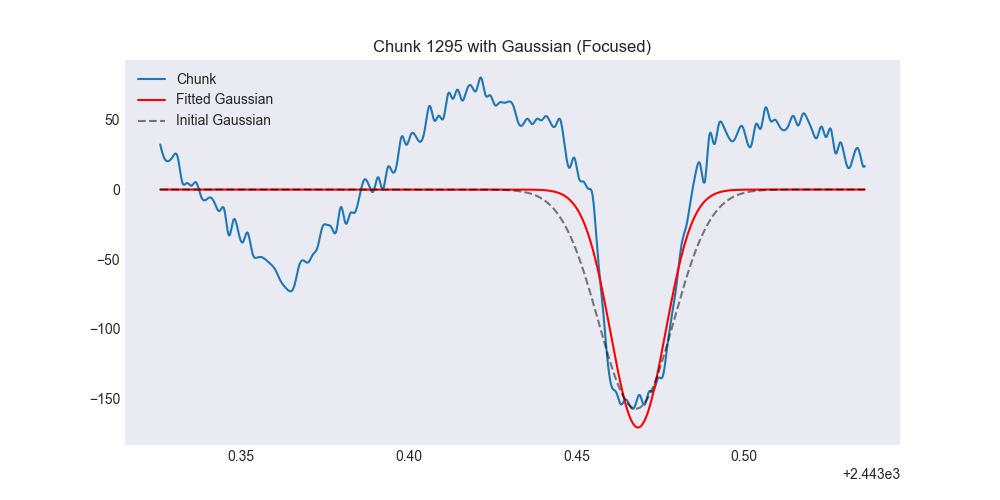 Chunk 1295 with Gaussian (Focused)
Chunk
Fitted Gaussian
Initial Gaussian
50
0
−50
−100
−150
0.35 0.40 0.45 0.50
+2.443e3